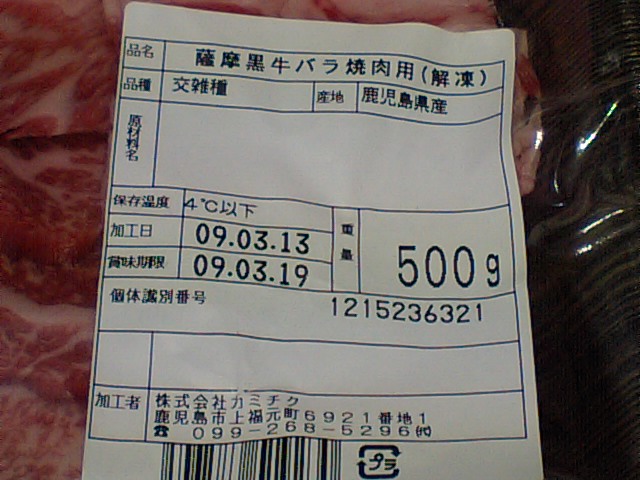 品名 薩摩黒牛バラ焼肉用(解凍)
品種 交雑種 産地 鹿児島県産
原材料名
保存温度 4℃以下
加工日 09.03.13
賞味期限 09.03.19
重量 500g
個体識別番号 1215236321
加工者 株式会社カミチク
鹿児島市上福元町6921番地1
☎ 099-268-5296㈹
プラ